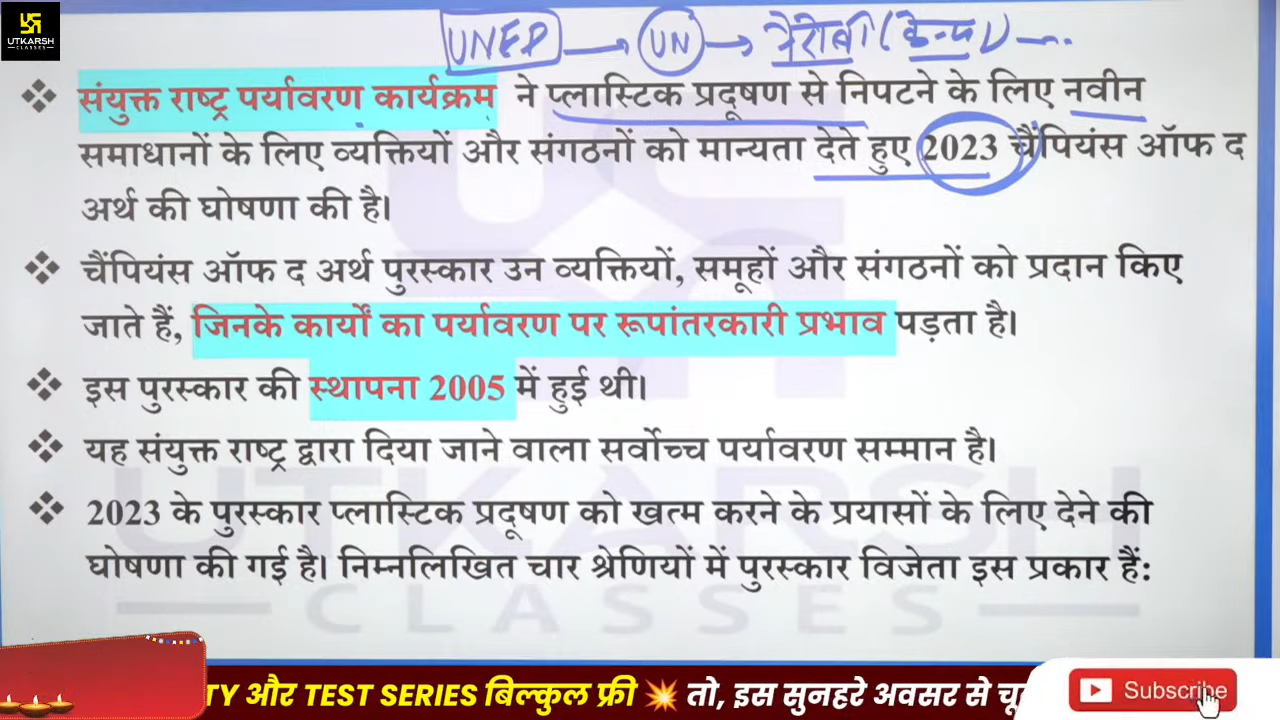 UTKARSH
CLASSES
UNEP → UN → नैरोबी (केन्या)
❖ संयुक्त राष्ट्र पर्यावरण कार्यक्रम ने प्लास्टिक प्रदूषण से निपटने के लिए नवीन
समाधानों के लिए व्यक्तियों और संगठनों को मान्यता देते हुए 2023 चैंपियंस ऑफ द
अर्थ की घोषणा की है।
❖ चैंपियंस ऑफ द अर्थ पुरस्कार उन व्यक्तियों, समूहों और संगठनों को प्रदान किए
जाते हैं, जिनके कार्यों का पर्यावरण पर रूपांतरकारी प्रभाव पड़ता है।
❖ इस पुरस्कार की स्थापना 2005 में हुई थी।
❖ यह संयुक्त राष्ट्र द्वारा दिया जाने वाला सर्वोच्च पर्यावरण सम्मान है।
❖ 2023 के पुरस्कार प्लास्टिक प्रदूषण को खत्म करने के प्रयासों के लिए देने की
घोषणा की गई है। निम्नलिखित चार श्रेणियों में पुरस्कार विजेता इस प्रकार हैं:
UTKARSH
CLASSES
TY और TEST SERIES बिल्कुल फ्री 💥 तो, इस सुनहरे अवसर से चू
Subscribe